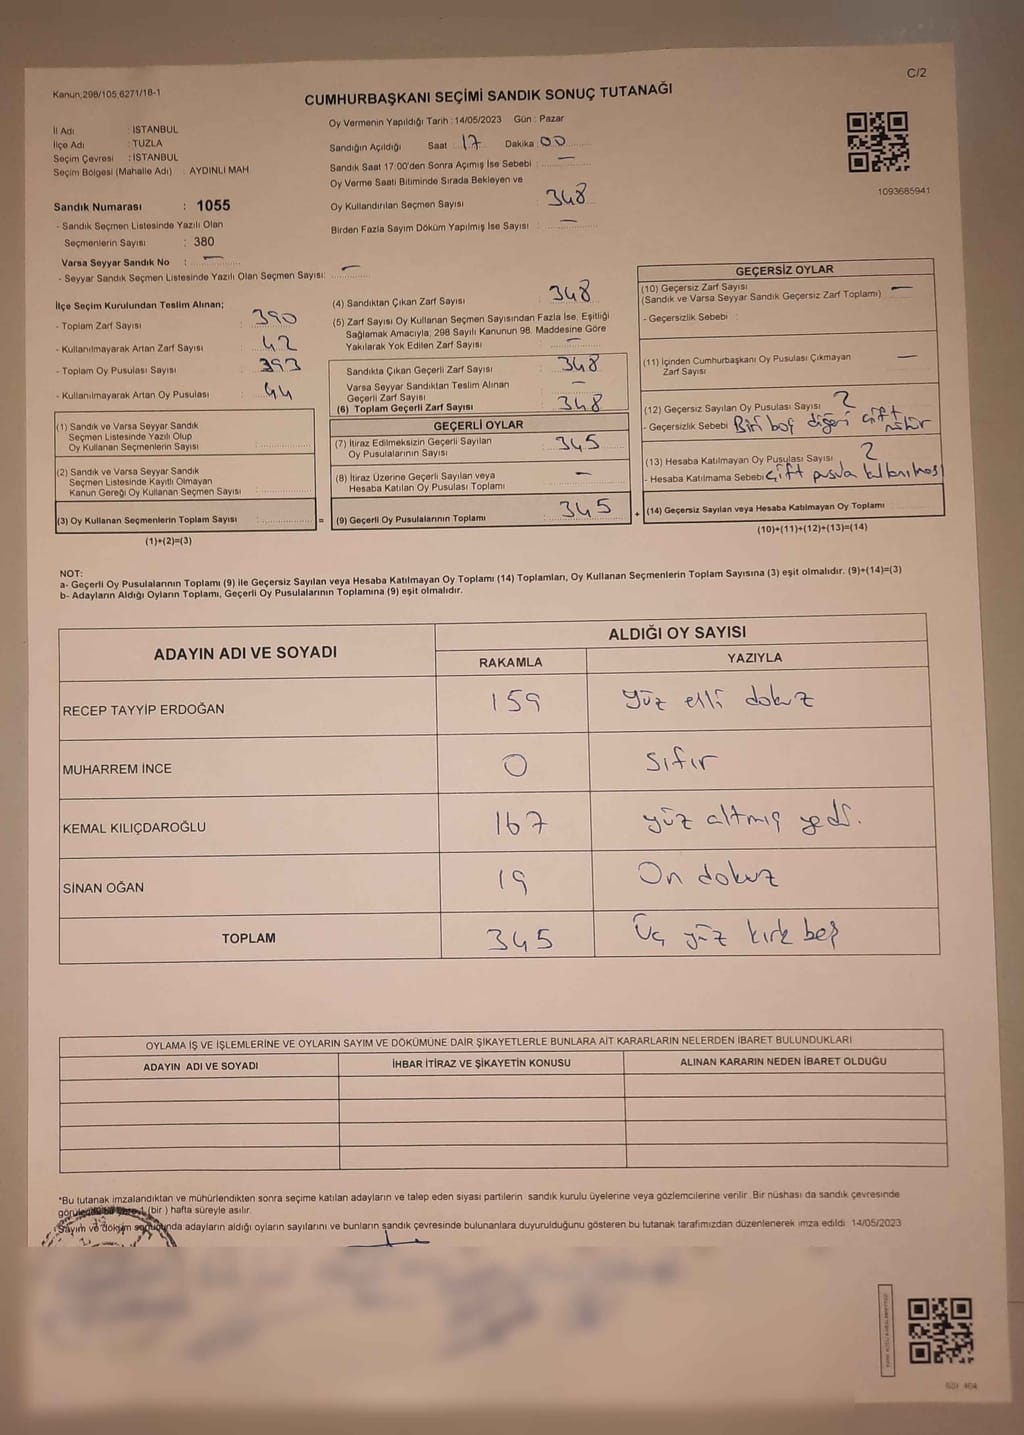 C/2
Kanun:298/105,6271/18-1
CUMHURBAŞKANI SEÇİMİ SANDIK SONUÇ TUTANAĞI
İl Adı : İSTANBUL
İlçe Adı : TUZLA
Seçim Çevresi : İSTANBUL
Seçim Bölgesi (Mahalle Adı) : AYDINLI MAH
Sandık Numarası : 1055
- Sandık Seçmen Listesinde Yazılı Olan
Seçmenlerin Sayısı : 380
Varsa Seyyar Sandık No : —
- Seyyar Sandık Seçmen Listesinde Yazılı Olan Seçmen Sayısı: —
Oy Vermenin Yapıldığı Tarih : 14/05/2023 Gün : Pazar
Sandığın Açıldığı Saat 17 Dakika 00
Sandık Saat 17:00'den Sonra Açımış İse Sebebi : —
Oy Verme Saati Bitiminde Sırada Bekleyen ve
Oy Kullandırılan Seçmen Sayısı : 348
Birden Fazla Sayım Döküm Yapılmış İse Sayısı : —
1093685941
İlçe Seçim Kurulundan Teslim Alınan;
- Toplam Zarf Sayısı : 390
- Kullanılmayarak Artan Zarf Sayısı : 42
- Toplam Oy Pusulası Sayısı : 393
- Kullanılmayarak Artan Oy Pusulası : 44
(1) Sandık ve Varsa Seyyar Sandık
Seçmen Listesinde Yazılı Olup
Oy Kullanan Seçmenlerin Sayısı
(2) Sandık ve Varsa Seyyar Sandık
Seçmen Listesinde Kayıtlı Olmayan
Kanun Gereği Oy Kullanan Seçmen Sayısı
(3) Oy Kullanan Seçmenlerin Toplam Sayısı =
(1)+(2)=(3)
(4) Sandıktan Çıkan Zarf Sayısı : 348
(5) Zarf Sayısı Oy Kullanan Seçmen Sayısından Fazla İse, Eşitliği
Sağlamak Amacıyla, 298 Sayılı Kanunun 98. Maddesine Göre
Yakılarak Yok Edilen Zarf Sayısı : —
Sandıkta Çıkan Geçerli Zarf Sayısı : 348
Varsa Seyyar Sandıktan Teslim Alınan
Geçerli Zarf Sayısı : —
(6) Toplam Geçerli Zarf Sayısı : 348
GEÇERLİ OYLAR
(7) İtiraz Edilmeksizin Geçerli Sayılan
Oy Pusulalarının Sayısı : 345
(8) İtiraz Üzerine Geçerli Sayılan veya
Hesaba Katılan Oy Pusulası Toplamı : —
(9) Geçerli Oy Pusulalarının Toplamı : 345 +
GEÇERSİZ OYLAR
(10) Geçersiz Zarf Sayısı —
(Sandık ve Varsa Seyyar Sandık Geçersiz Zarf Toplamı)
- Geçersizlik Sebebi :
(11) İçinden Cumhurbaşkanı Oy Pusulası Çıkmayan —
Zarf Sayısı
(12) Geçersiz Sayılan Oy Pusulası Sayısı 2
- Geçersizlik Sebebi Biri boş diğeri çift mühür
(13) Hesaba Katılmayan Oy Pusulası Sayısı 2
- Hesaba Katılmama Sebebi: çift pusula
(14) Geçersiz Sayılan veya Hesaba Katılmayan Oy Toplamı
(10)+(11)+(12)+(13)=(14)
NOT:
a- Geçerli Oy Pusulalarının Toplamı (9) ile Geçersiz Sayılan veya Hesaba Katılmayan Oy Toplamı (14) Toplamları, Oy Kullanan Seçmenlerin Toplam Sayısına (3) eşit olmalıdır. (9)+(14)=(3)
b- Adayların Aldığı Oyların Toplamı, Geçerli Oy Pusulalarının Toplamına (9) eşit olmalıdır.
ADAYIN ADI VE SOYADI
ALDIĞI OY SAYISI
RAKAMLA YAZIYLA
RECEP TAYYİP ERDOĞAN 159 yüz elli dokuz
MUHARREM İNCE 0 sıfır
KEMAL KILIÇDAROĞLU 167 yüz altmış yedi.
SİNAN OĞAN 19 On dokuz
TOPLAM 345 Üç yüz kırk beş
OYLAMA İŞ VE İŞLEMLERİNE VE OYLARIN SAYIM VE DÖKÜMÜNE DAİR ŞİKAYETLERLE BUNLARA AİT KARARLARIN NELERDEN İBARET BULUNDUKLARI
ADAYIN ADI VE SOYADI İHBAR İTİRAZ VE ŞİKAYETİN KONUSU ALINAN KARARIN NEDEN İBARET OLDUĞU
*Bu tutanak imzalandıktan ve mühürlendikten sonra seçime katılan adayların ve talep eden siyasi partilerin sandık kurulu üyelerine veya gözlemcilerine verilir. Bir nüshası da sandık çevresinde
1 (bir) hafta süreyle asılır.
Sayım ve döküm sonucunda adayların aldığı oyların sayılarını ve bunların sandık çevresinde bulunanlara duyurulduğunu gösteren bu tutanak tarafımızdan düzenlenerek imza edildi. 14/05/2023